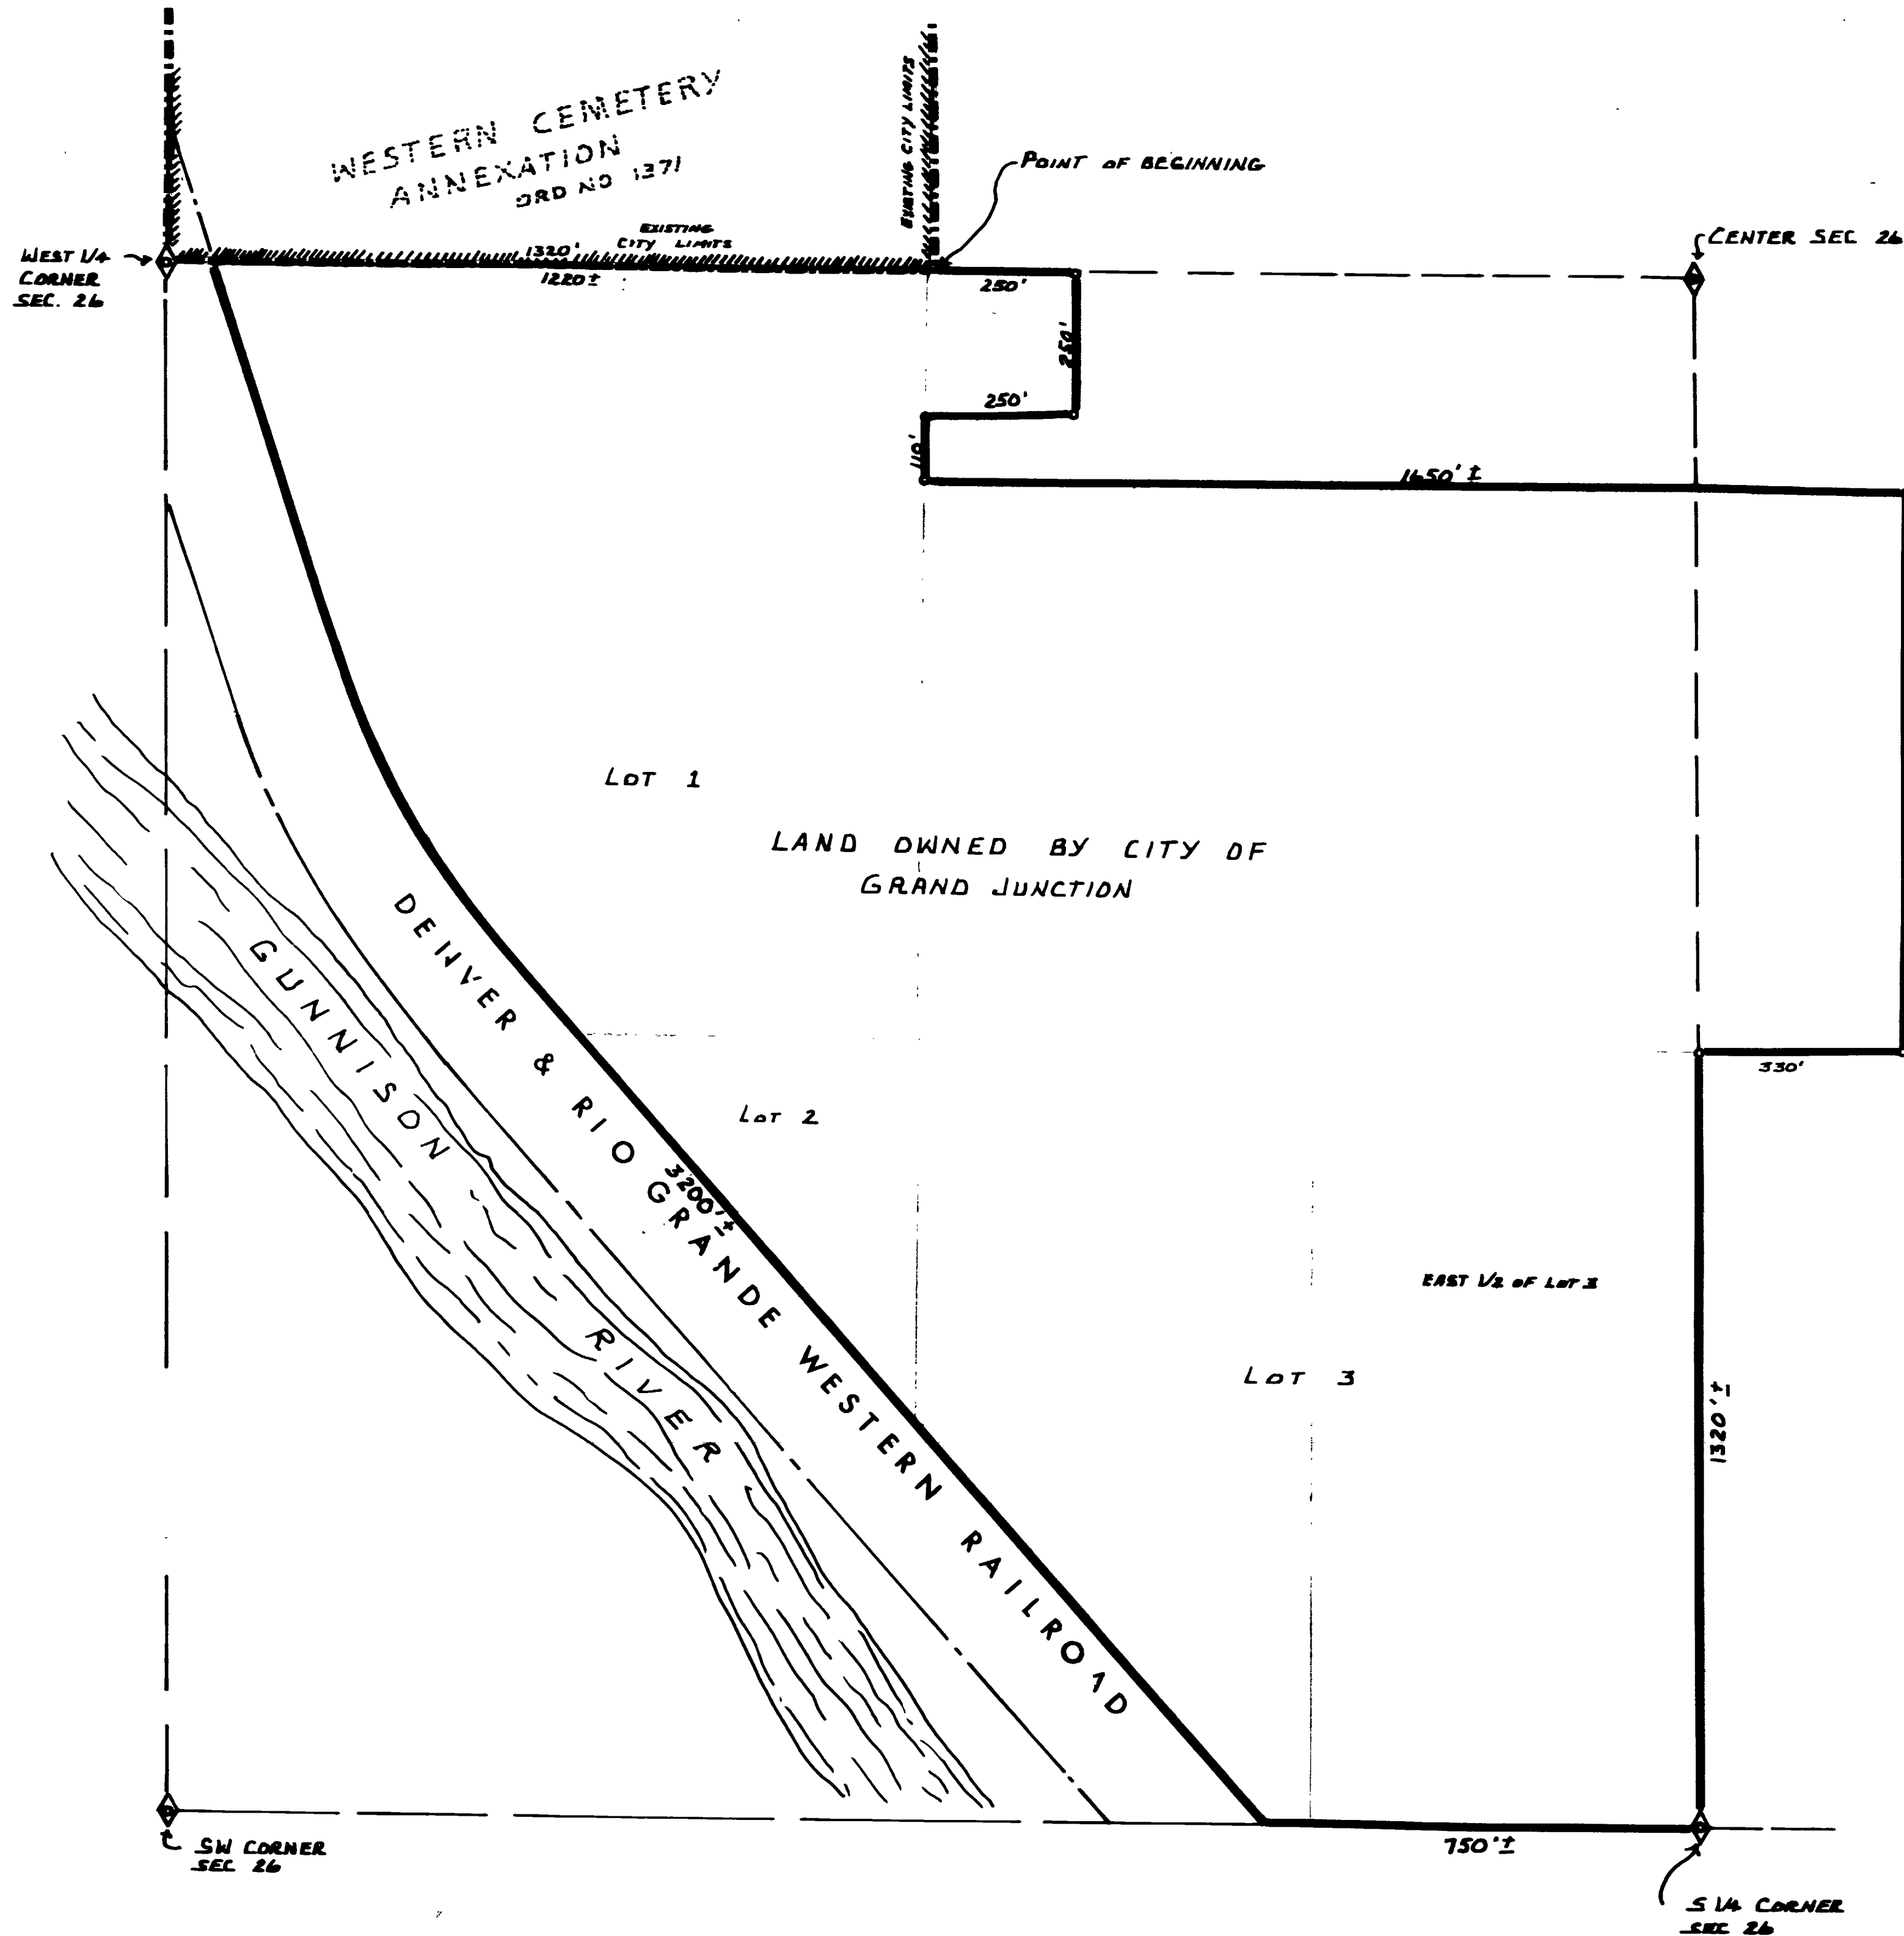 WESTERN CEMETERY
ANNEXATION
ORD NO 1371
EXISTING CITY LIMITS
POINT OF BEGINNING
CENTER SEC 26
WEST 1/4
CORNER
SEC. 26
EXISTING
CITY LIMITS
1320'
1220±
250'
250'
250'
110'
1650'±
LOT 1
LAND OWNED BY CITY OF
GRAND JUNCTION
DENVER & RIO GRANDE WESTERN RAILROAD
GUNNISON RIVER
330'
LOT 2
3200'±
EAST 1/2 OF LOT 3
LOT 3
1320'±
750'±
SW CORNER
SEC 26
S 1/4 CORNER
SEC 26